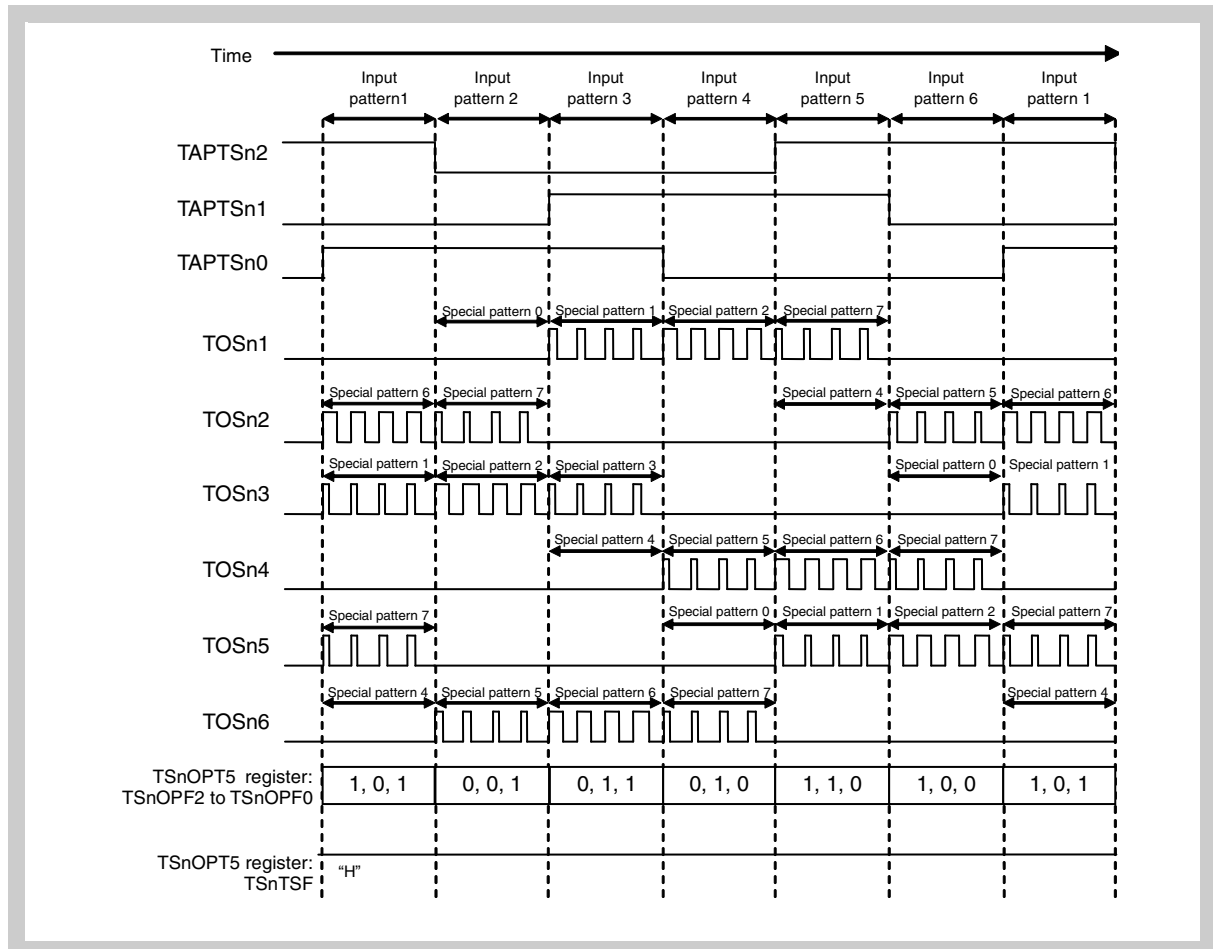 Time
Input pattern1
Input pattern 2
Input pattern 3
Input pattern 4
Input pattern 5
Input pattern 6
Input pattern 1
TAPTSn2
TAPTSn1
TAPTSn0
Special pattern 0
Special pattern 1
Special pattern 2
Special pattern 7
TOSn1
Special pattern 6
Special pattern 7
Special pattern 4
Special pattern 5
Special pattern 6
TOSn2
Special pattern 1
Special pattern 2
Special pattern 3
Special pattern 0
Special pattern 1
TOSn3
Special pattern 4
Special pattern 5
Special pattern 6
Special pattern 7
TOSn4
Special pattern 7
Special pattern 0
Special pattern 1
Special pattern 2
Special pattern 7
TOSn5
Special pattern 4
Special pattern 5
Special pattern 6
Special pattern 7
Special pattern 4
TOSn6
TSnOPT5 register:
TSnOPF2 to TSnOPF0
1, 0, 1
0, 0, 1
0, 1, 1
0, 1, 0
1, 1, 0
1, 0, 0
1, 0, 1
TSnOPT5 register:
TSnTSF
“H”